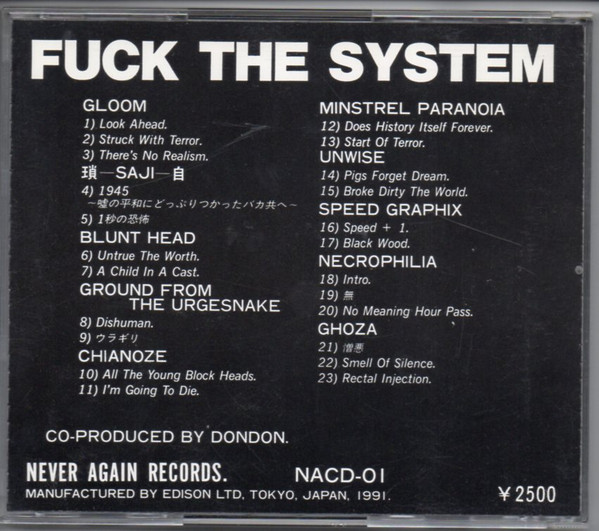 FUCK THE SYSTEM
GLOOM
1) Look Ahead.
2) Struck With Terror.
3) There's No Realism.
瑣—SAJI—自
4) 1945
〜嘘の平和にどっぷりつかったバカ共へ〜
5) 1秒の恐怖
BLUNT HEAD
6) Untrue The Worth.
7) A Child In A Cast.
GROUND FROM
THE URGESNAKE
8) Dishuman.
9) ウラギリ
CHIANOZE
10) All The Young Block Heads.
11) I'm Going To Die.
MINSTREL PARANOIA
12) Does History Itself Forever.
13) Start Of Terror.
UNWISE
14) Pigs Forget Dream.
15) Broke Dirty The World.
SPEED GRAPHIX
16) Speed + 1.
17) Black Wood.
NECROPHILIA
18) Intro.
19) 無
20) No Meaning Hour Pass.
GHOZA
21) 憎悪
22) Smell Of Silence.
23) Rectal Injection.
CO-PRODUCED BY DONDON.
NEVER AGAIN RECORDS. NACD-01
MANUFACTURED BY EDISON LTD, TOKYO, JAPAN, 1991.
¥2500